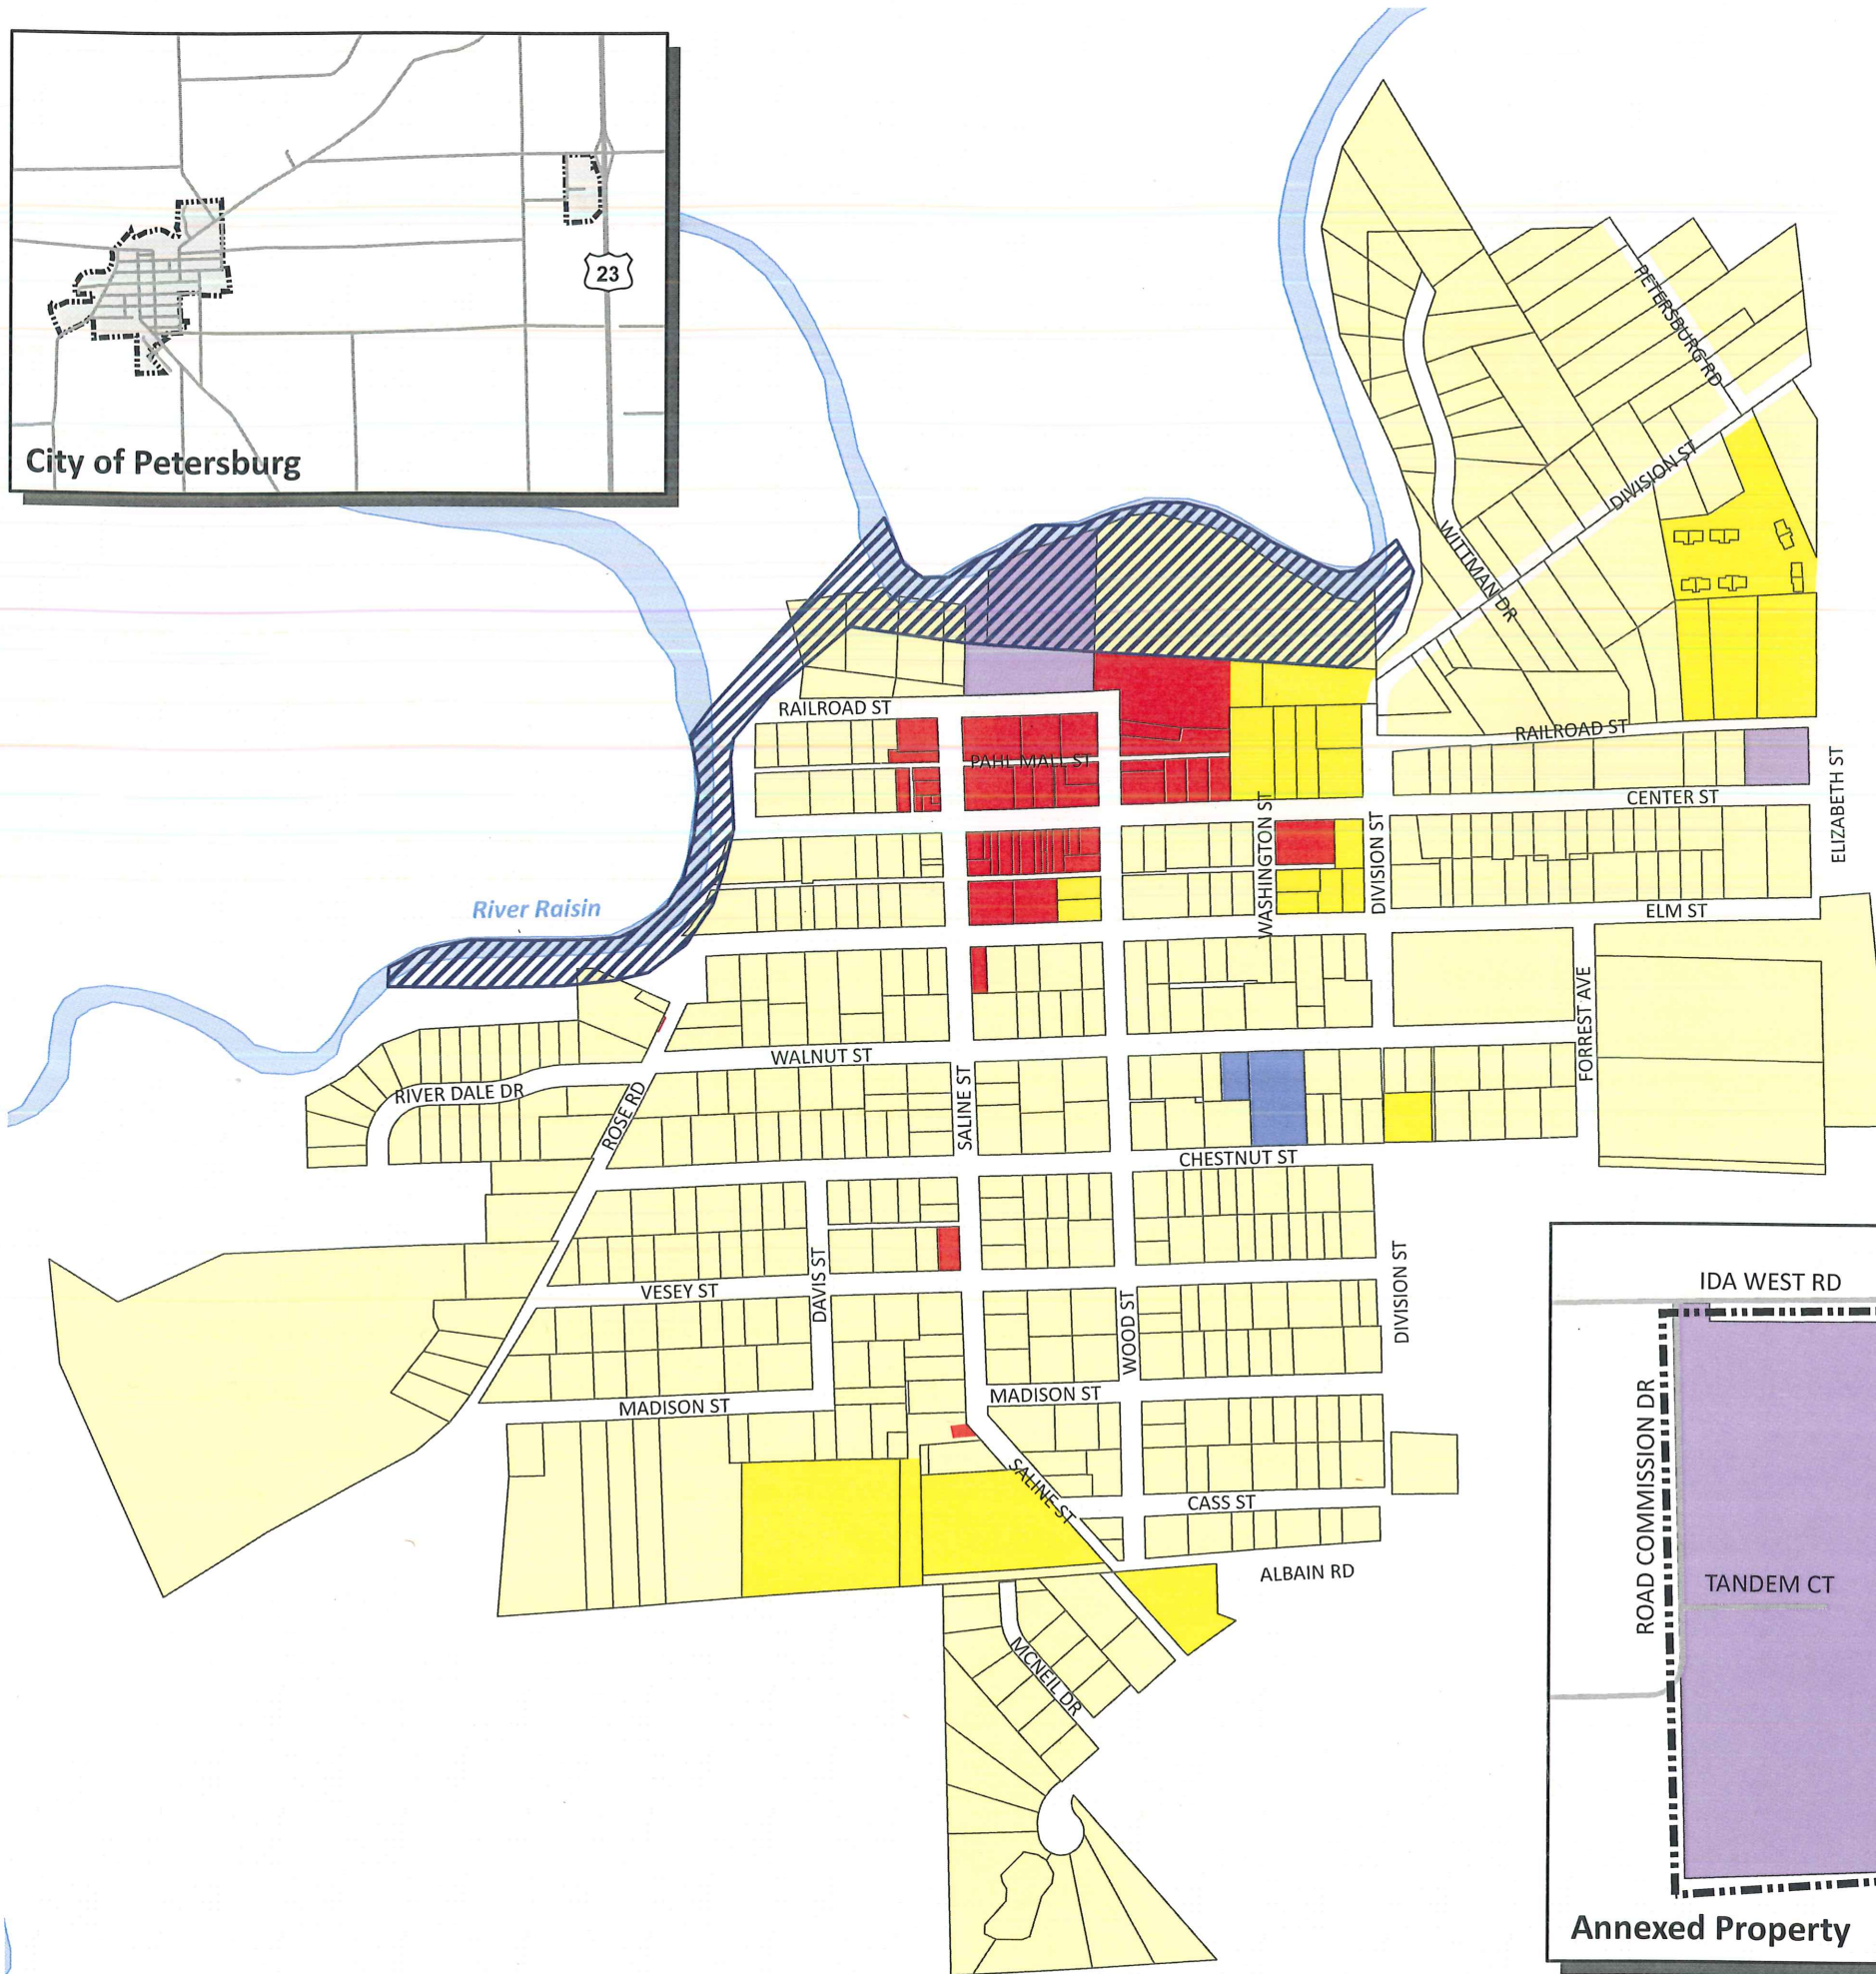 23
City of Petersburg
PETERSBURG RD
DIVISION ST
WITTMAN DR
RAILROAD ST
RAILROAD ST
PAHL MALL ST
CENTER ST
ELIZABETH ST
WASHINGTON ST
DIVISION ST
River Raisin
ELM ST
FORREST AVE
WALNUT ST
RIVER DALE DR
ROSE RD
SALINE ST
CHESTNUT ST
VESEY ST
DAVIS ST
WOOD ST
DIVISION ST
MADISON ST
MADISON ST
SALINE ST
CASS ST
ALBAIN RD
MCNEIL DR
IDA WEST RD
ROAD COMMISSION DR
TANDEM CT
Annexed Property